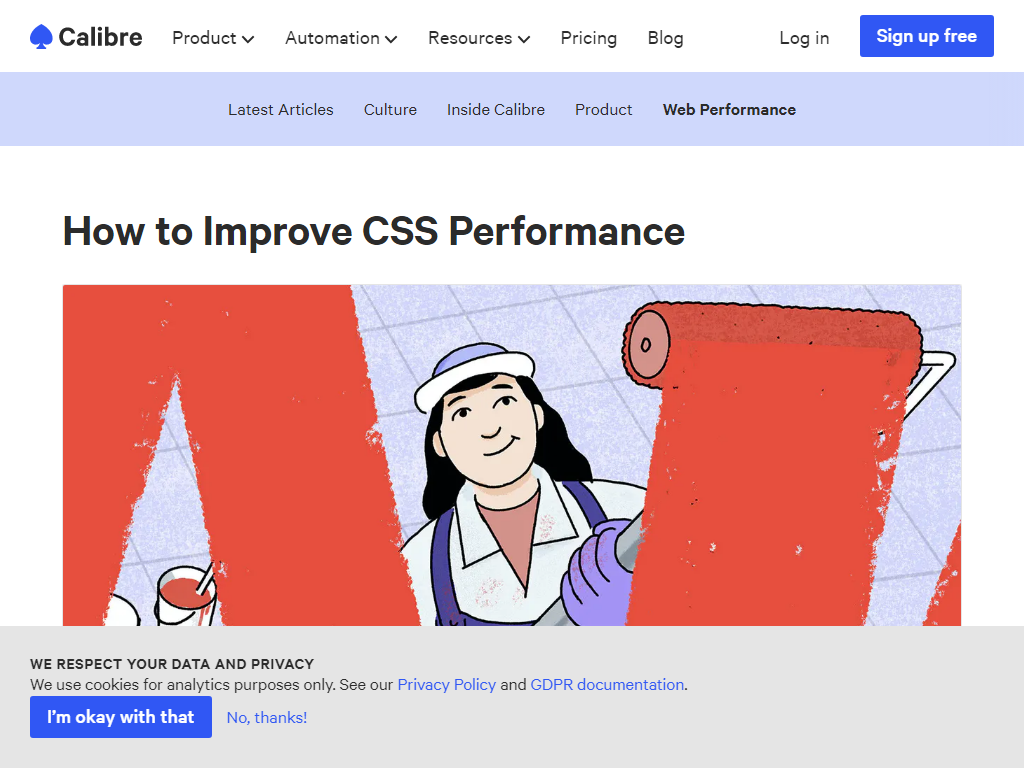 Calibre Product Automation Resources Pricing Blog Log in Sign up free
Latest Articles Culture Inside Calibre Product Web Performance
How to Improve CSS Performance
WE RESPECT YOUR DATA AND PRIVACY
We use cookies for analytics purposes only. See our Privacy Policy and GDPR documentation.
I'm okay with that No, thanks!